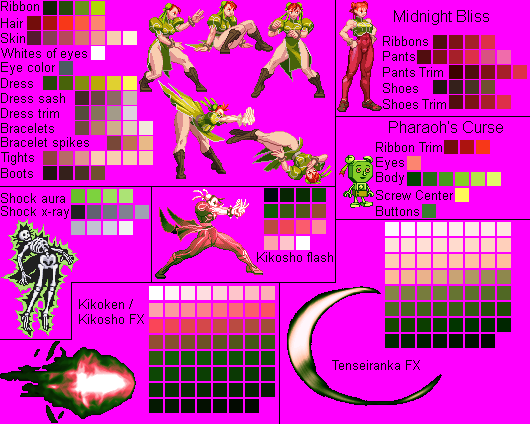 Ribbon
Hair
Skin
Whites of eyes
Eye color
Dress
Dress sash
Dress trim
Bracelets
Bracelet spikes
Tights
Boots
Midnight Bliss
Ribbons
Pants
Pants Trim
Shoes
Shoes Trim
Pharaoh's Curse
Ribbon Trim
Eyes
Body
Screw Center
Buttons
Shock aura
Shock x-ray
Kikosho flash
Kikoken /
Kikosho FX
Tenseiranka FX